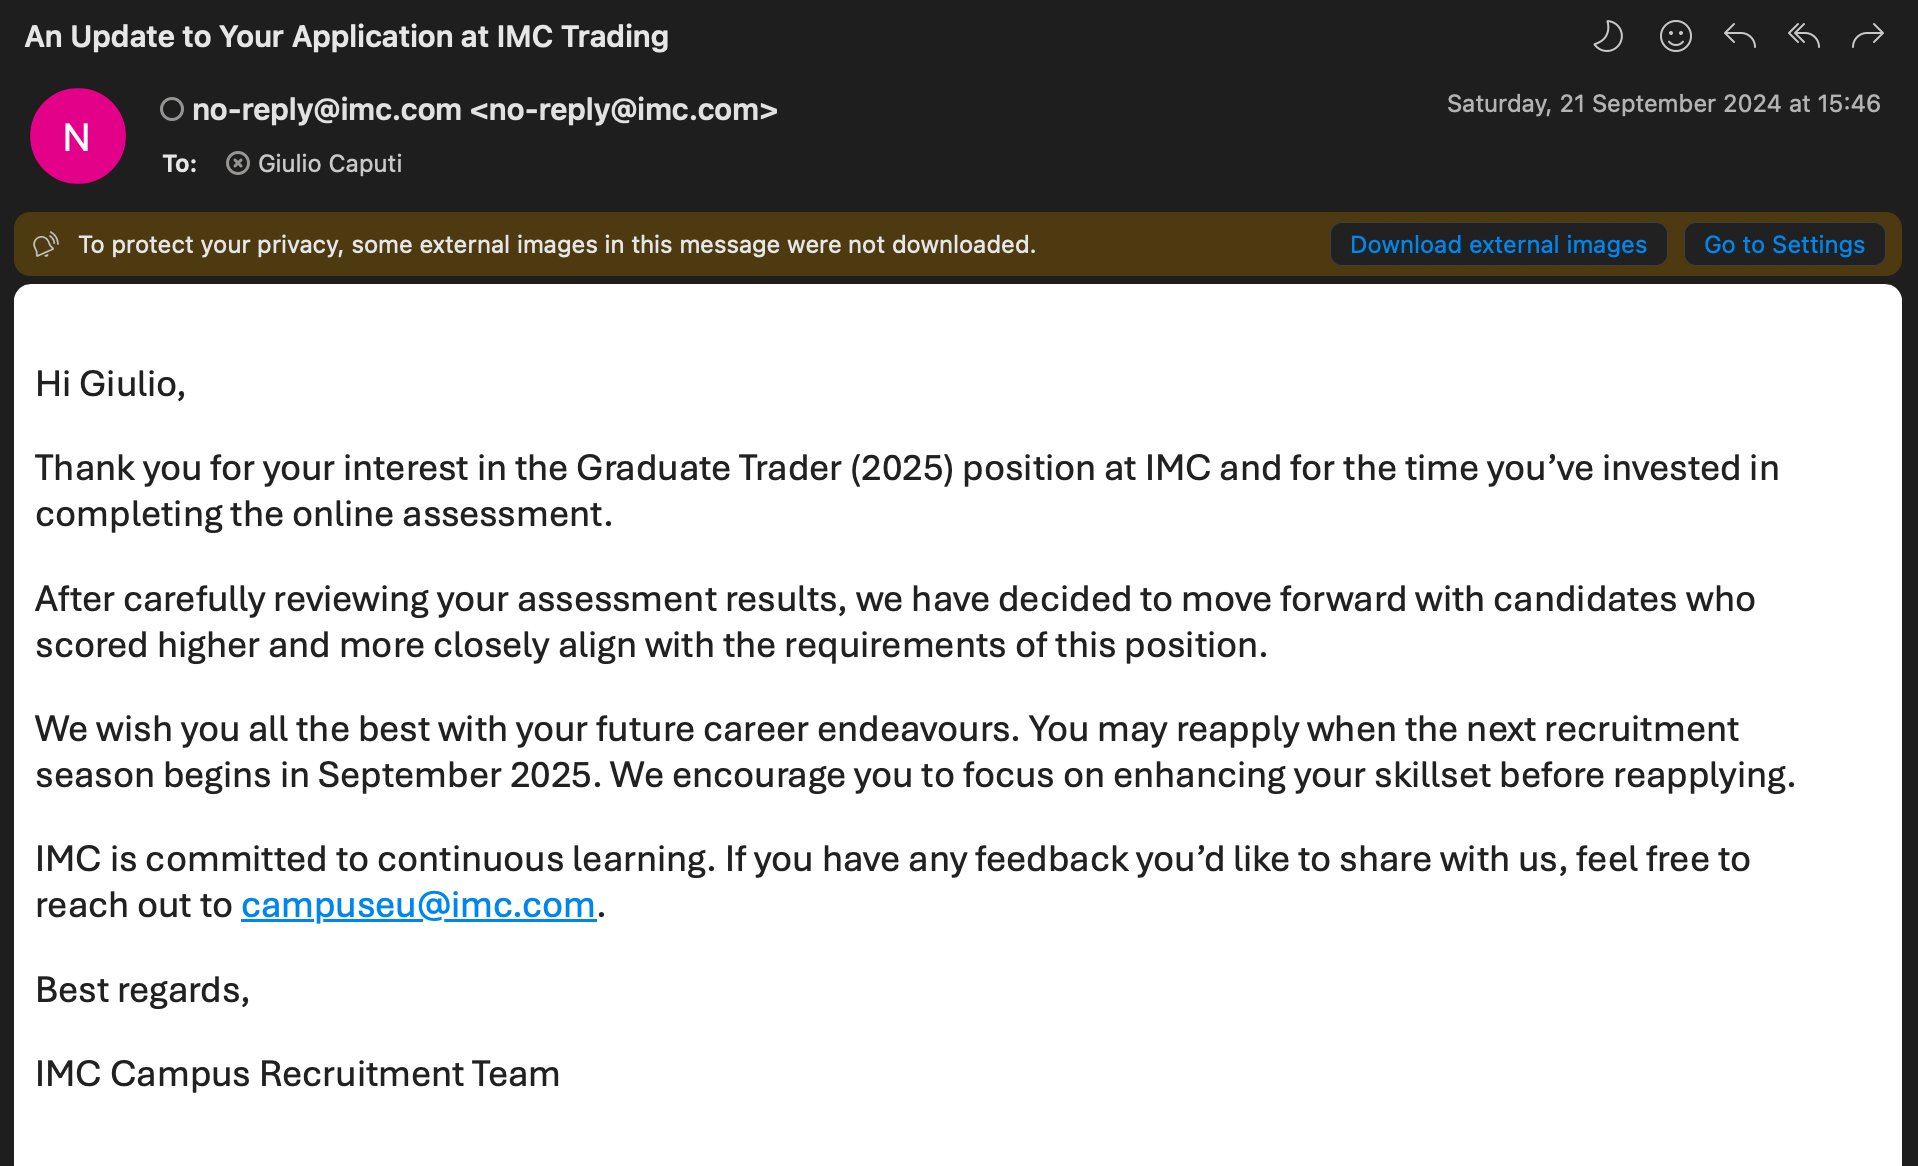 An Update to Your Application at IMC Trading
N
no-reply@imc.com <no-reply@imc.com>
Saturday, 21 September 2024 at 15:46
To: Giulio Caputi
To protect your privacy, some external images in this message were not downloaded.
Download external images
Go to Settings
Hi Giulio,
Thank you for your interest in the Graduate Trader (2025) position at IMC and for the time you’ve invested in
completing the online assessment.
After carefully reviewing your assessment results, we have decided to move forward with candidates who
scored higher and more closely align with the requirements of this position.
We wish you all the best with your future career endeavours. You may reapply when the next recruitment
season begins in September 2025. We encourage you to focus on enhancing your skillset before reapplying.
IMC is committed to continuous learning. If you have any feedback you’d like to share with us, feel free to
reach out to campuseu@imc.com.
Best regards,
IMC Campus Recruitment Team